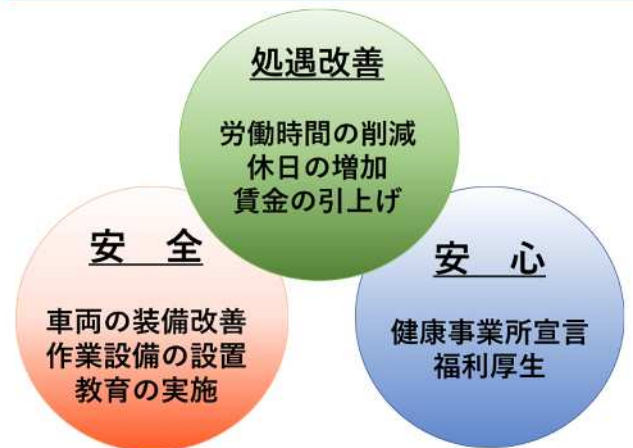 処遇改善
労働時間の削減
休日の増加
賃金の引上げ
安　全
車両の装備改善
作業設備の設置
教育の実施
安　心
健康事業所宣言
福利厚生